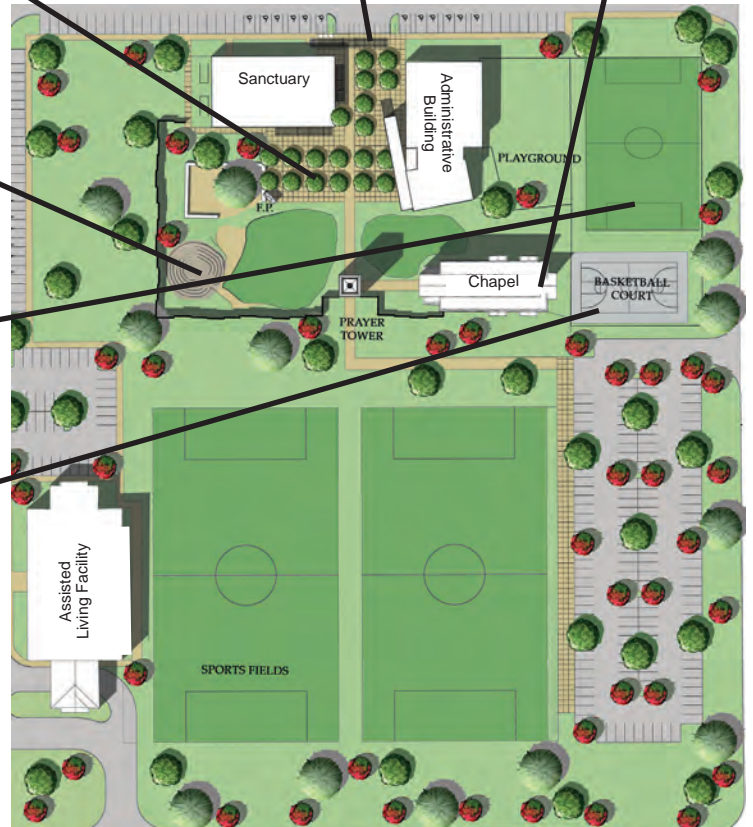 Sanctuary
Administrative
Building
PLAYGROUND
F.P.
Chapel
BASKETBALL
COURT
PRAYER
TOWER
Assisted
Living Facility
SPORTS FIELDS